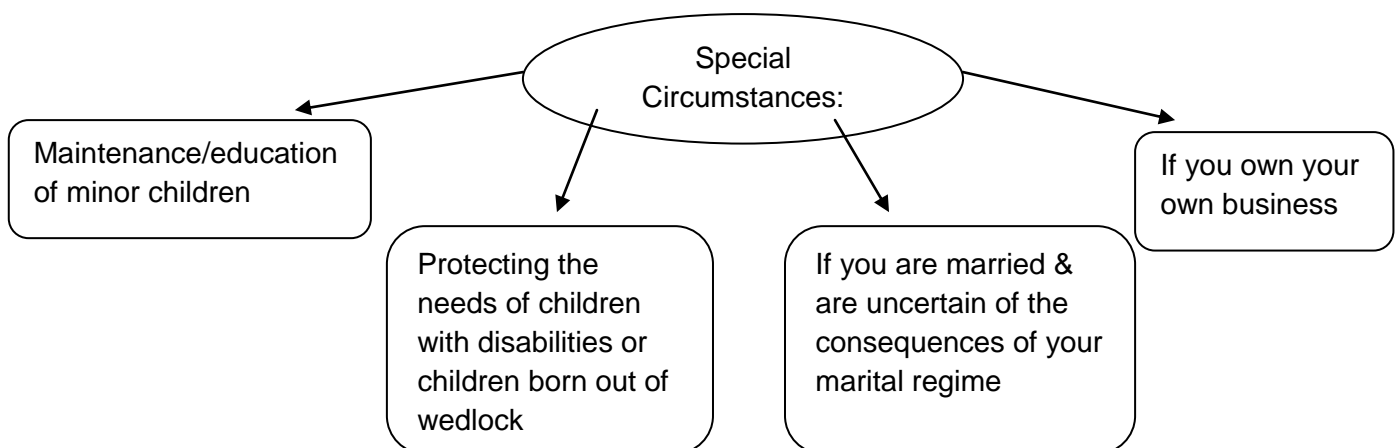 Special
Circumstances:
Maintenance/education
of minor children
Protecting the
needs of children
with disabilities or
children born out of
wedlock
If you are married &
are uncertain of the
consequences of your
marital regime
If you own your
own business